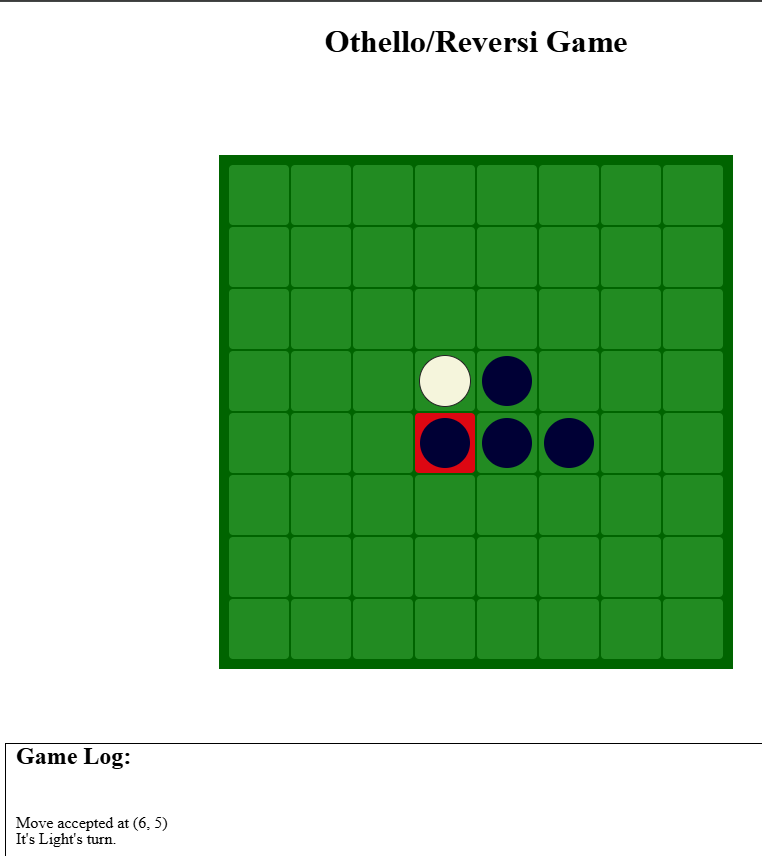 Othello/Reversi Game
Game Log:
Move accepted at (6, 5)
It's Light's turn.